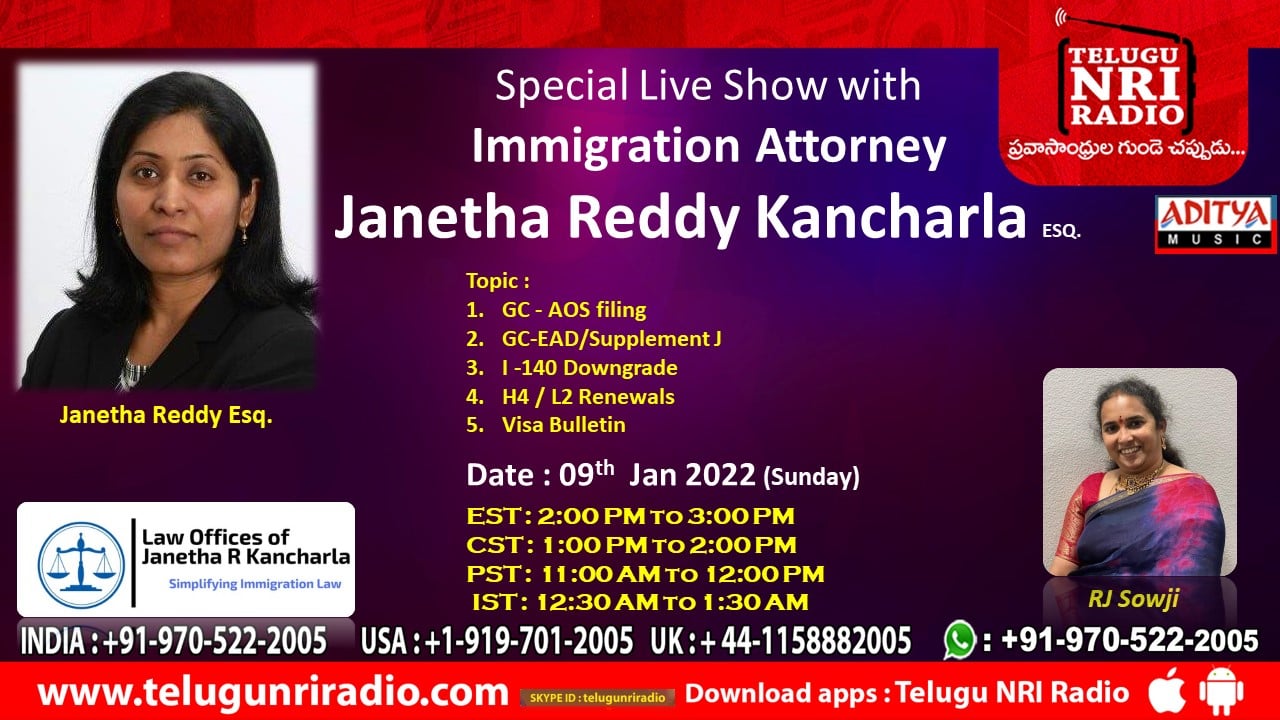 TELUGU
NRI
RADIO
ప్రవాసాంధ్రుల గుండె చప్పుడు...
Special Live Show with
Immigration Attorney
Janetha Reddy Kancharla ESQ.
ADITYA
MUSIC
Topic :
1. GC - AOS filing
2. GC-EAD/Supplement J
3. I -140 Downgrade
4. H4 / L2 Renewals
5. Visa Bulletin
Janetha Reddy Esq.
Date : 09th Jan 2022 (Sunday)
EST : 2:00 PM TO 3:00 PM
CST : 1:00 PM TO 2:00 PM
PST : 11:00 AM TO 12:00 PM
IST : 12:30 AM TO 1:30 AM
Law Offices of
Janetha R Kancharla
Simplifying Immigration Law
RJ Sowji
INDIA : +91-970-522-2005 USA : +1-919-701-2005 UK : + 44-1158882005 : +91-970-522-2005
www.telugunriradio.com SKYPE ID : telugunriradio Download apps : Telugu NRI Radio